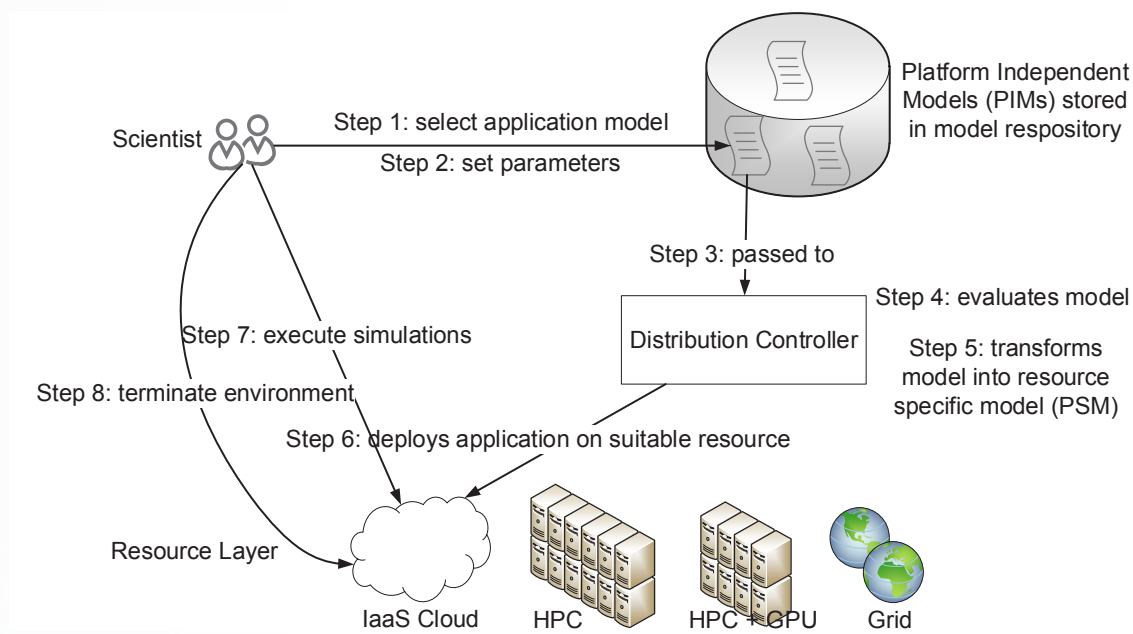 Scientist
Step 1: select application model
Step 2: set parameters
Platform Independent
Models (PIMs) stored
in model respository
Step 3: passed to
Distribution Controller
Step 4: evaluates model
Step 5: transforms
model into resource
specific model (PSM)
Step 7: execute simulations
Step 8: terminate environment
Step 6: deploys application on suitable resource
Resource Layer
IaaS Cloud
HPC
HPC + GPU
Grid